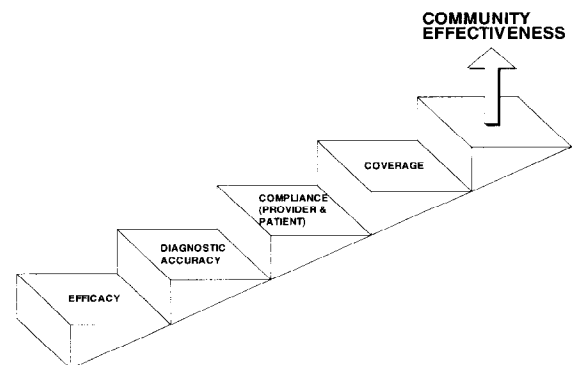 COMMUNITY
EFFECTIVENESS
COVERAGE
COMPLIANCE
(PROVIDER &
PATIENT)
DIAGNOSTIC
ACCURACY
EFFICACY